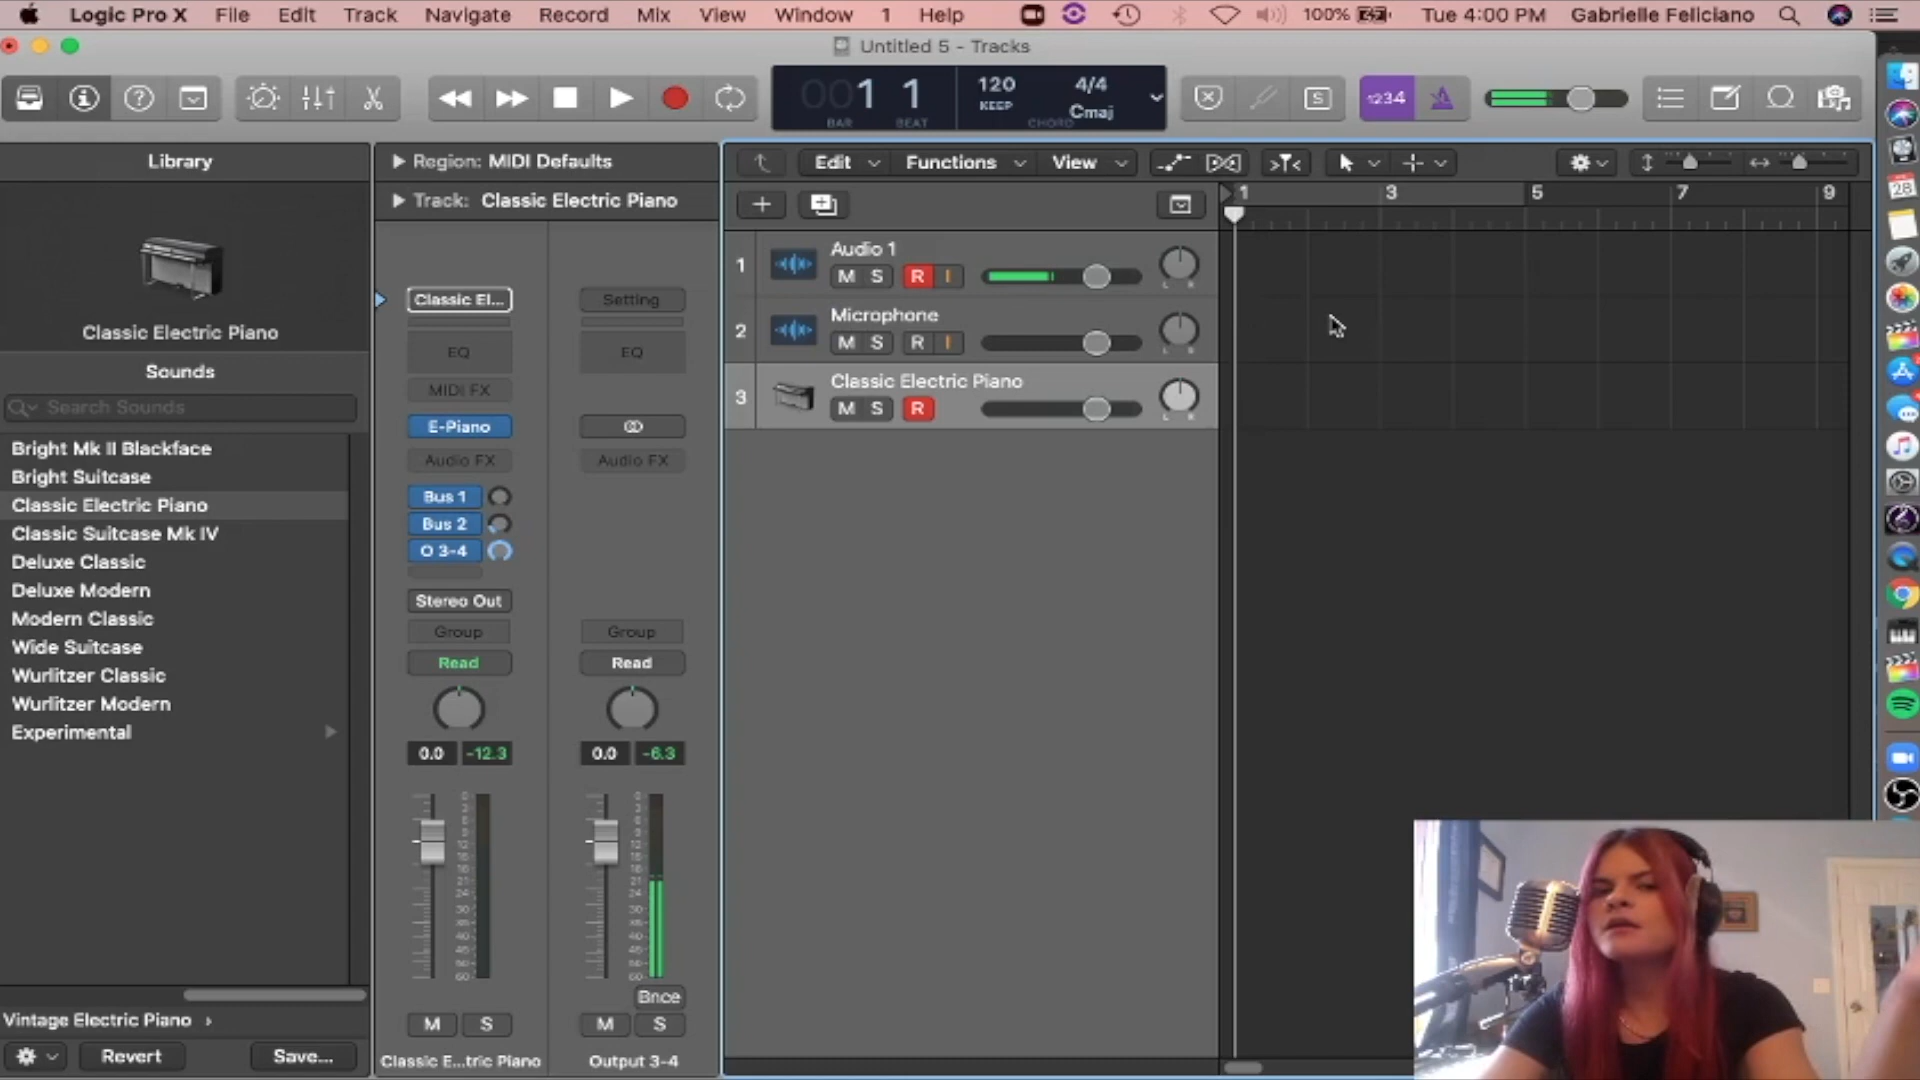 Logic Pro X File Edit Track Navigate Record Mix View Window 1 Help 100% Tue 4:00 PM Gabrielle Feliciano
Untitled 5 - Tracks
001 1
BAR BEAT
120
KEEP
4/4
Cmaj
CHORD
S
1234
Library
Classic Electric Piano
Sounds
Search Sounds
Bright Mk II Blackface
Bright Suitcase
Classic Electric Piano
Classic Suitcase Mk IV
Deluxe Classic
Deluxe Modern
Modern Classic
Wide Suitcase
Wurlitzer Classic
Wurlitzer Modern
Experimental
Vintage Electric Piano
Revert Save...
Region: MIDI Defaults
Track: Classic Electric Piano
Classic El...
EQ
MIDI FX
E-Piano
Audio FX
Bus 1
Bus 2
O 3-4
Stereo Out
Group
Read
0.0 -12.3
M S
Classic E...tric Piano
Setting
EQ
Audio FX
Group
Read
0.0 -6.3
Bnce
M S
Output 3-4
Edit Functions View
1 3 5 7 9
1 Audio 1
M S R I
L R
2 Microphone
M S R I
L R
3 Classic Electric Piano
M S R
L R